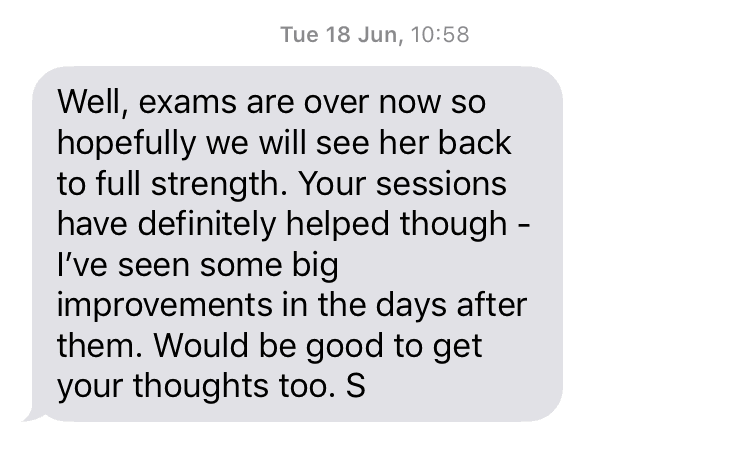 Tue 18 Jun, 10:58
Well, exams are over now so
hopefully we will see her back
to full strength. Your sessions
have definitely helped though -
I’ve seen some big
improvements in the days after
them. Would be good to get
your thoughts too. S